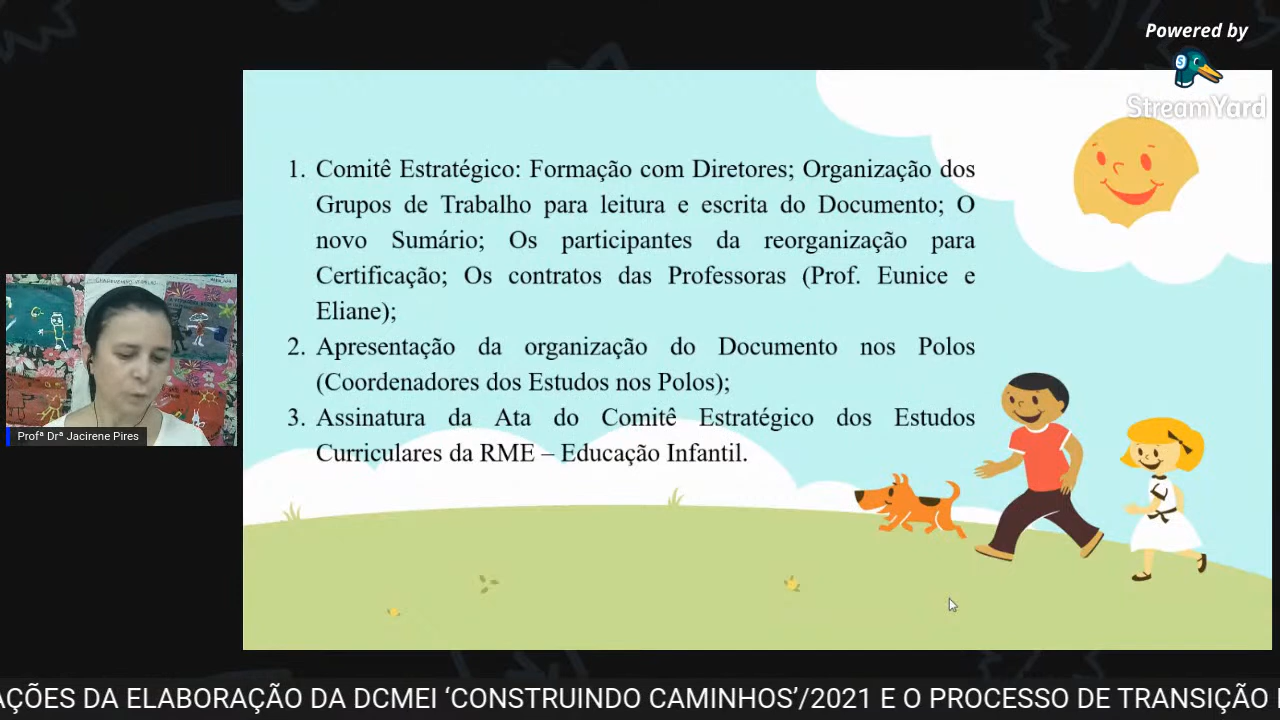 Powered by
StreamYard
1. Comitê Estratégico: Formação com Diretores; Organização dos
Grupos de Trabalho para leitura e escrita do Documento; O
novo Sumário; Os participantes da reorganização para
Certificação; Os contratos das Professoras (Prof. Eunice e
Eliane);
2. Apresentação da organização do Documento nos Polos
(Coordenadores dos Estudos nos Polos);
3. Assinatura da Ata do Comitê Estratégico dos Estudos
Curriculares da RME – Educação Infantil.
Profª Drª Jacirene Pires
AÇÕES DA ELABORAÇÃO DA DCMEI ‘CONSTRUINDO CAMINHOS’/2021 E O PROCESSO DE TRANSIÇÃO